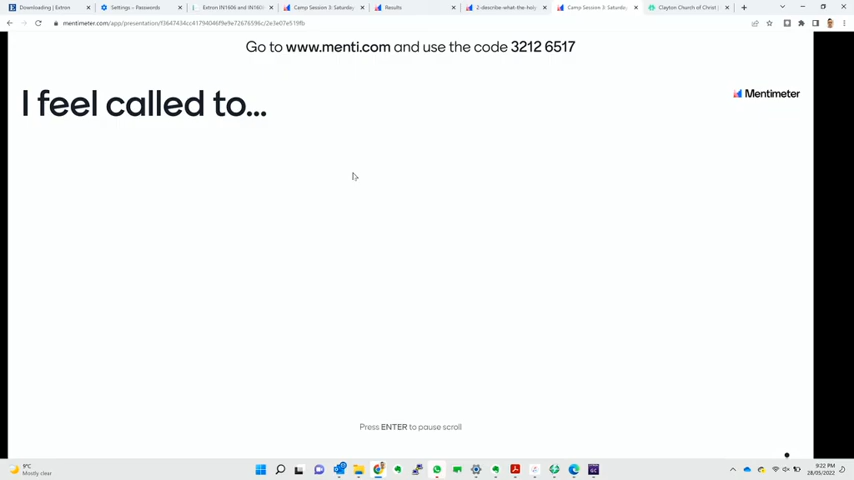 Downloading | Extron
Settings – Passwords
Extron IN1606 and IN160
Camp Session 3: Saturday
Results
2-describe-what-the-holy
Camp Session 3: Saturday
Clayton Church of Christ
Go to www.menti.com and use the code 3212 6517
I feel called to...
Mentimeter
Press ENTER to pause scroll
9°C
Mostly clear
9:22 PM
28/05/2022